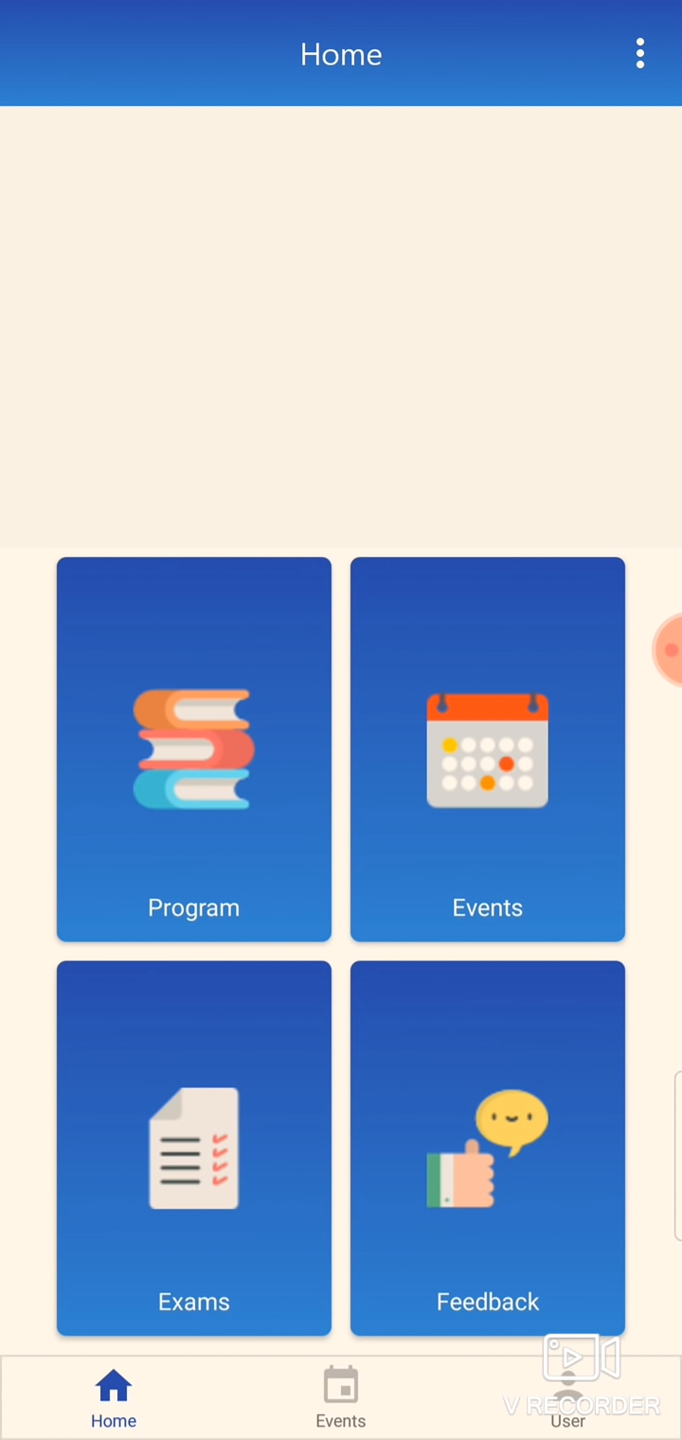 Home
Program
Events
Exams
Feedback
Home
Events
User
V RECORDER